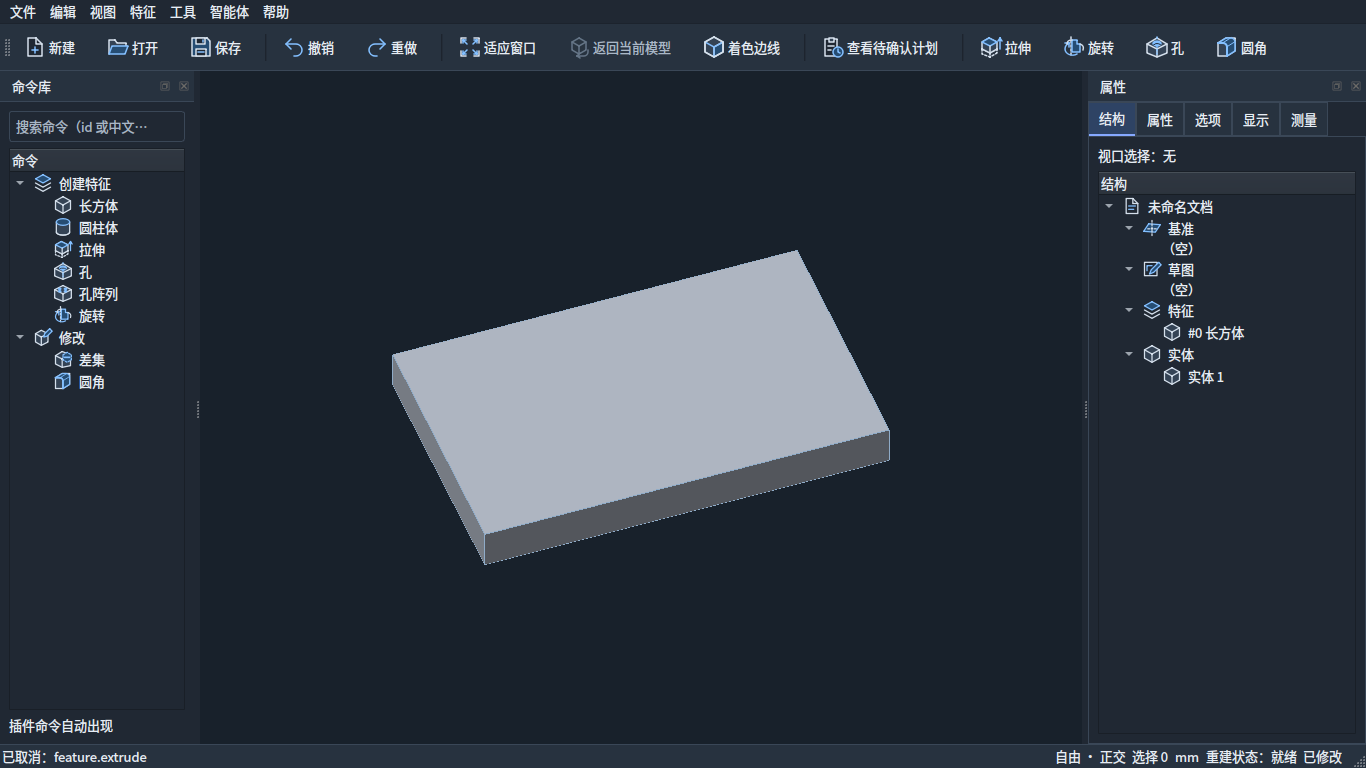 文件 编辑 视图 特征 工具 智能体 帮助
新建 打开 保存 撤销 重做 适应窗口 返回当前模型 着色边线 查看待确认计划 拉伸 旋转 孔 圆角
命令库
搜索命令（id 或中文…
命令
创建特征
长方体
圆柱体
拉伸
孔
孔阵列
旋转
修改
差集
圆角
插件命令自动出现
属性
结构 属性 选项 显示 测量
视口选择：无
结构
未命名文档
基准
（空）
草图
（空）
特征
#0 长方体
实体
实体 1
已取消：feature.extrude
自由 · 正交 选择 0 mm 重建状态：就绪 已修改